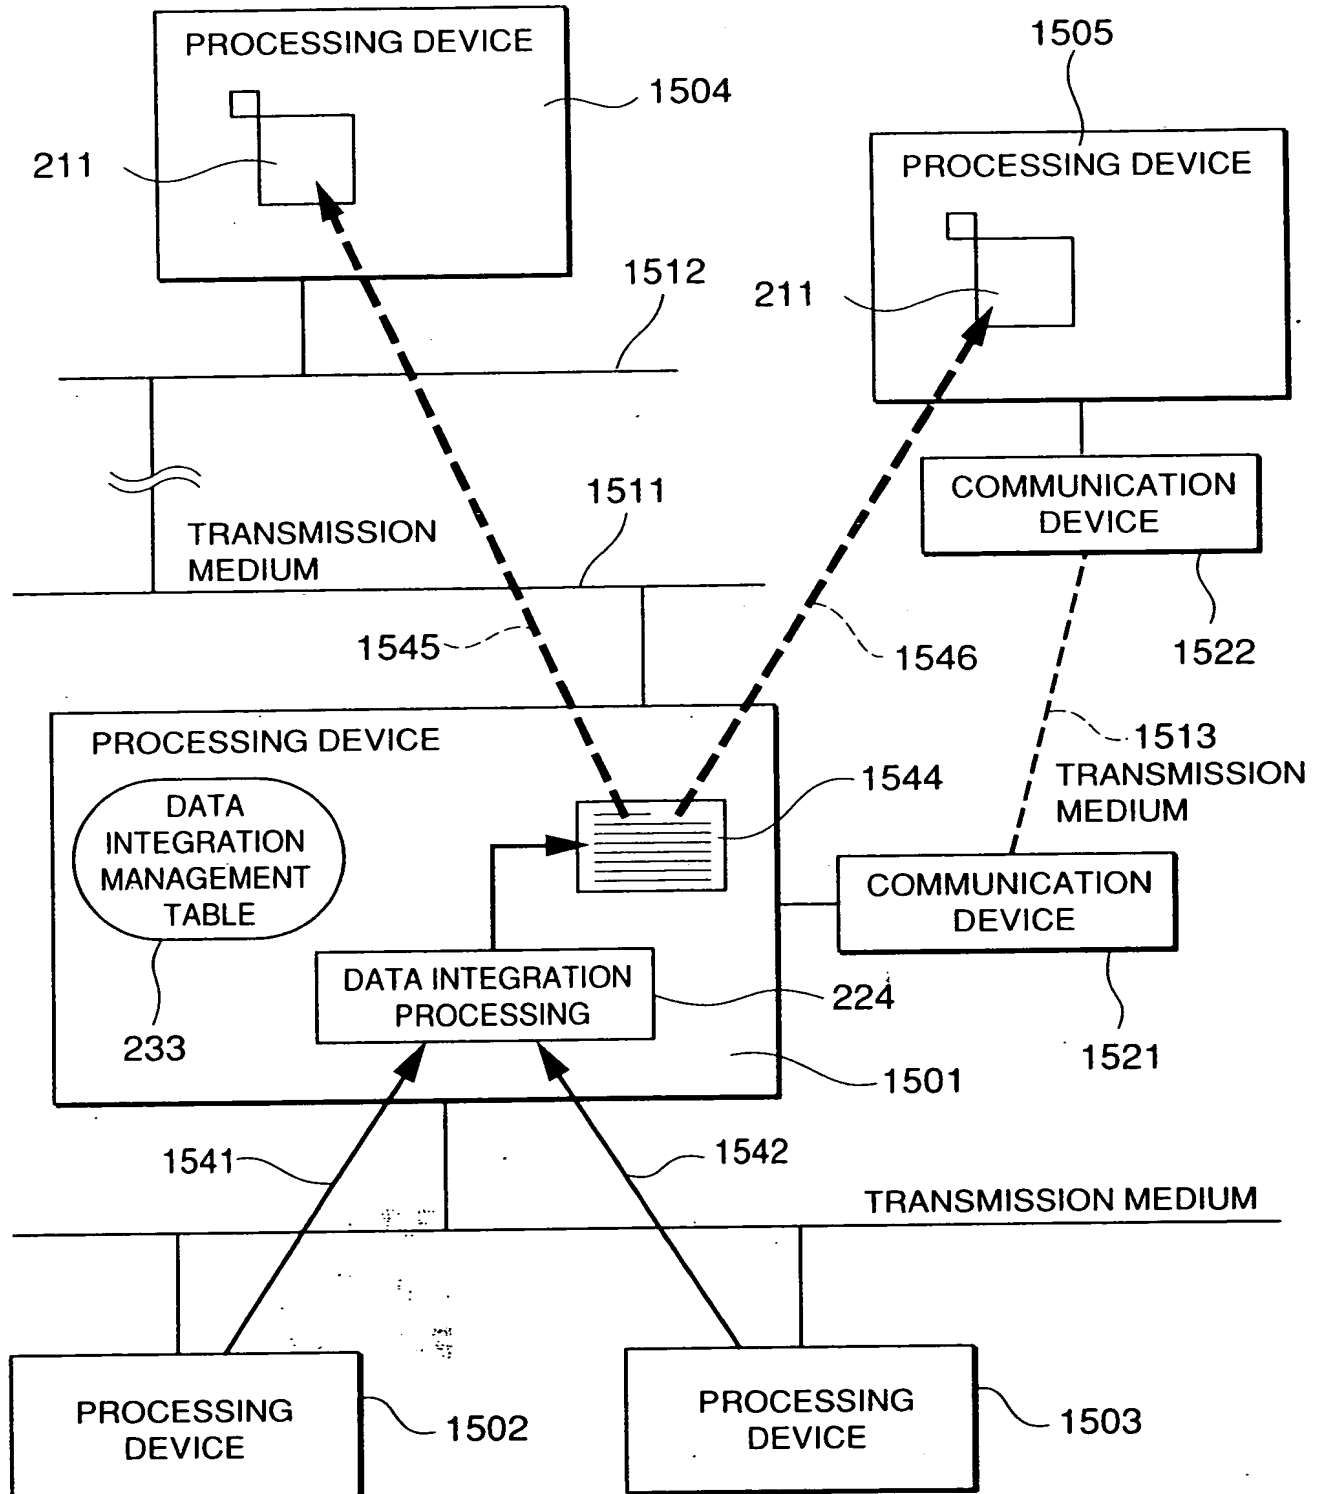 PROCESSING DEVICE
1504
211
1505
PROCESSING DEVICE
211
1512
COMMUNICATION
DEVICE
1522
1511
TRANSMISSION
MEDIUM
1545
1546
1513
TRANSMISSION
MEDIUM
PROCESSING DEVICE
DATA
INTEGRATION
MANAGEMENT
TABLE
233
1544
COMMUNICATION
DEVICE
1521
DATA INTEGRATION
PROCESSING
224
1501
1541
1542
TRANSMISSION MEDIUM
PROCESSING
DEVICE
1502
PROCESSING
DEVICE
1503